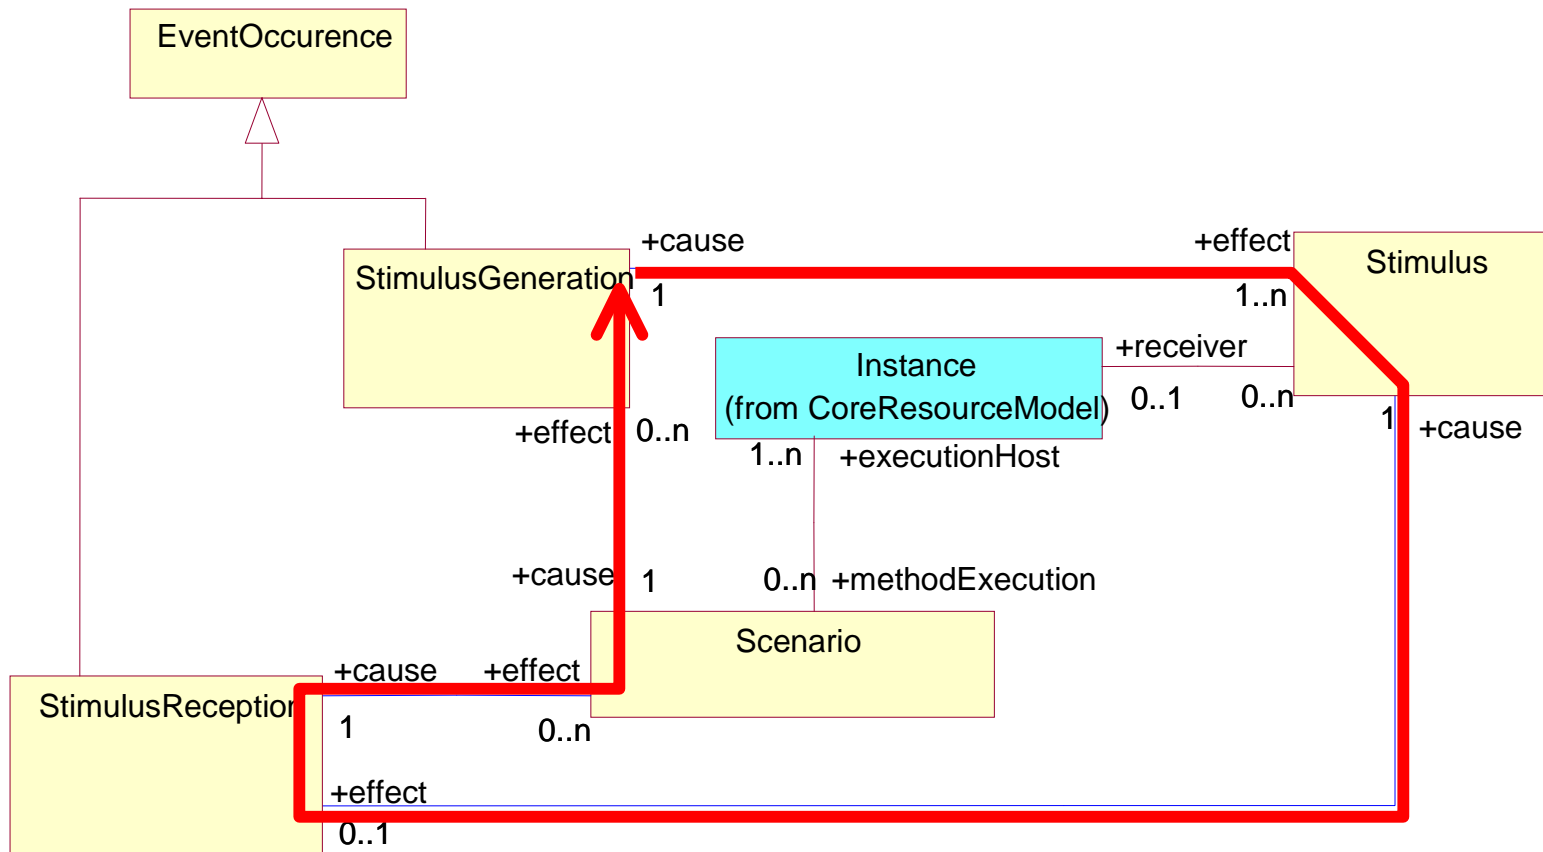 EventOccurence
+cause
+effect
StimulusGeneration
Stimulus
1
1..n
Instance
(from CoreResourceModel)
+receiver
0..1
0..n
+effect
0..n
1
+cause
1..n
+executionHost
+cause
1
0..n
+methodExecution
Scenario
+cause
+effect
StimulusReception
1
0..n
+effect
0..1